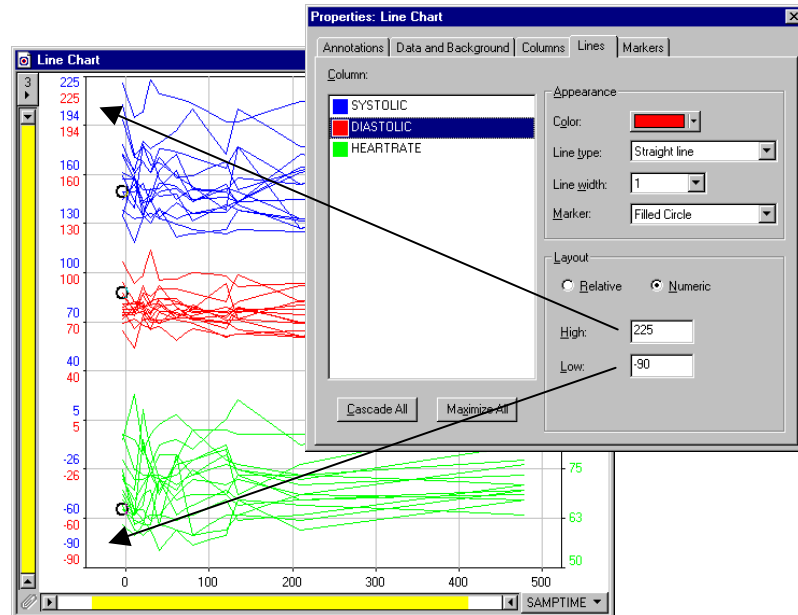 Properties: Line Chart
Annotations Data and Background Columns Lines Markers
Column:
SYSTOLIC
DIASTOLIC
HEARTRATE
Appearance
Color:
Line type: Straight line
Line width: 1
Marker: Filled Circle
Layout
Relative Numeric
High: 225
Low: -90
Cascade All Maximize All
Line Chart
3
225
225
194
194
160
160
130
130
100
100
70
70
40
40
5
5
-26
-26
-60
-60
-90
-90
75
63
50
0 100 200 300 400 500
SAMPTIME